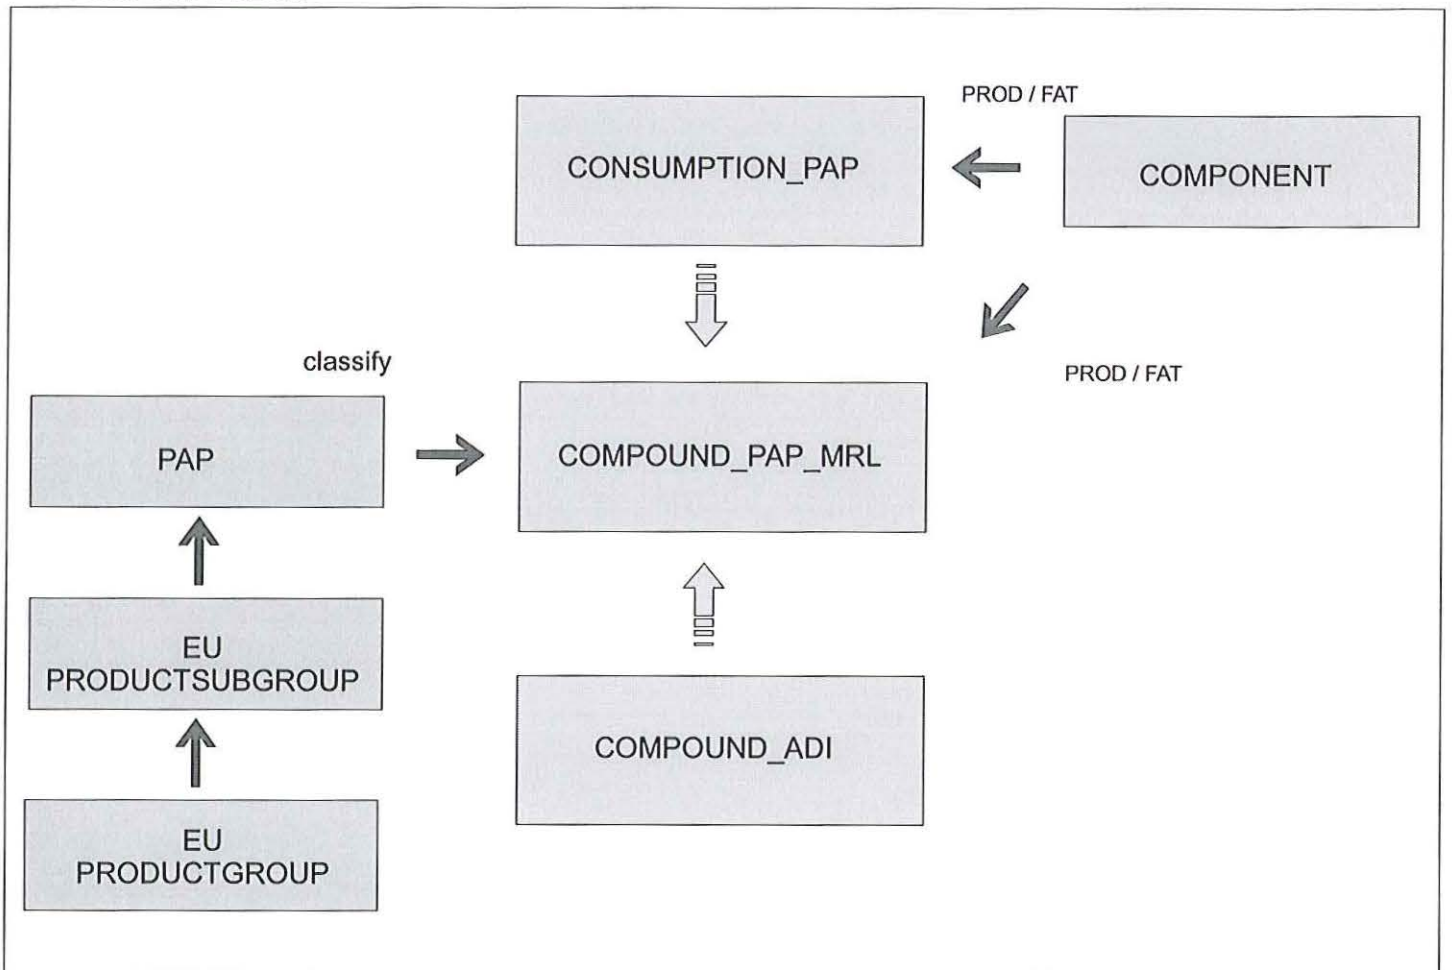 PROD / FAT
CONSUMPTION_PAP
COMPONENT
classify
PROD / FAT
PAP
COMPOUND_PAP_MRL
EU
PRODUCTSUBGROUP
COMPOUND_ADI
EU
PRODUCTGROUP